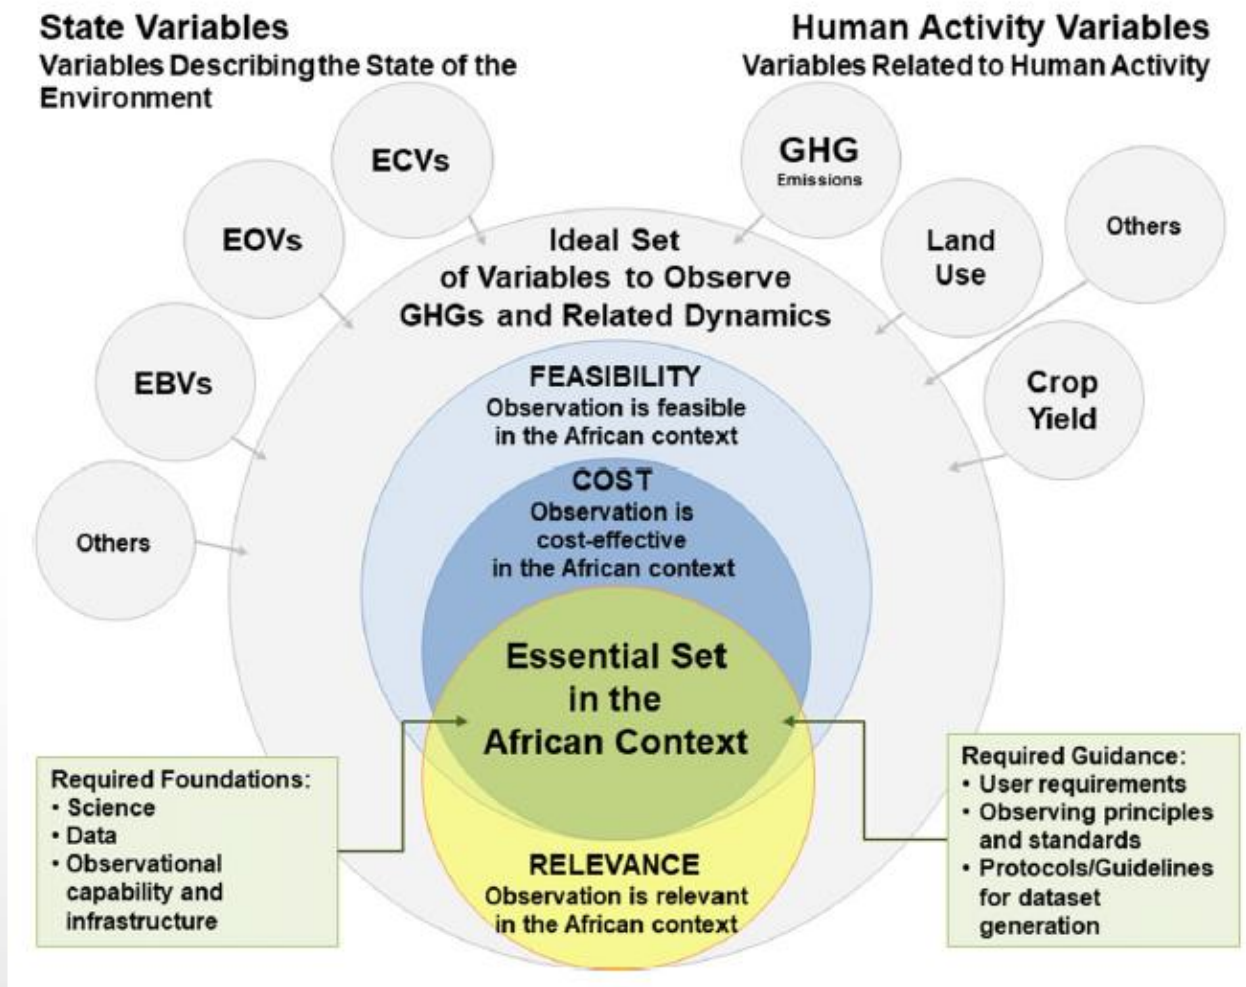 State Variables
Variables Describing the State of the
Environment
Human Activity Variables
Variables Related to Human Activity
ECVs
EOVs
EBVs
Others
GHG
Emissions
Land
Use
Others
Crop
Yield
Ideal Set
of Variables to Observe
GHGs and Related Dynamics
FEASIBILITY
Observation is feasible
in the African context
COST
Observation is
cost-effective
in the African context
Essential Set
in the
African Context
RELEVANCE
Observation is relevant
in the African context
Required Foundations:
• Science
• Data
• Observational
capability and
infrastructure
Required Guidance:
• User requirements
• Observing principles
and standards
• Protocols/Guidelines
for dataset
generation